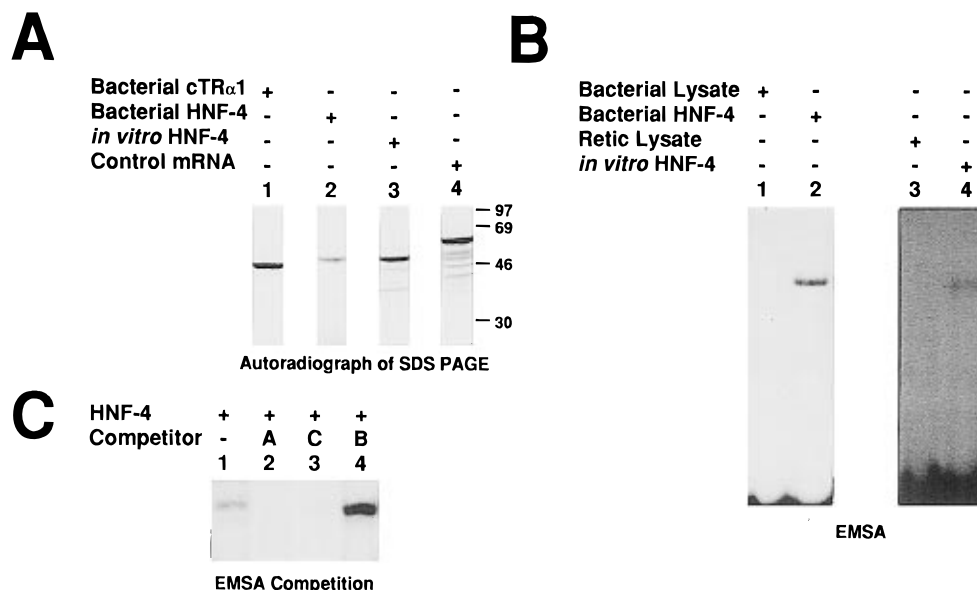 A
Bacterial cTRα1 + - - -
Bacterial HNF-4 - + - -
in vitro HNF-4 - - + -
Control mRNA - - - +
1 2 3 4
97
69
46
30
Autoradiograph of SDS PAGE
B
Bacterial Lysate + - - -
Bacterial HNF-4 - + - -
Retic Lysate - - + -
in vitro HNF-4 - - - +
1 2 3 4
EMSA
C
HNF-4 + + + +
Competitor - A C B
1 2 3 4
EMSA Competition